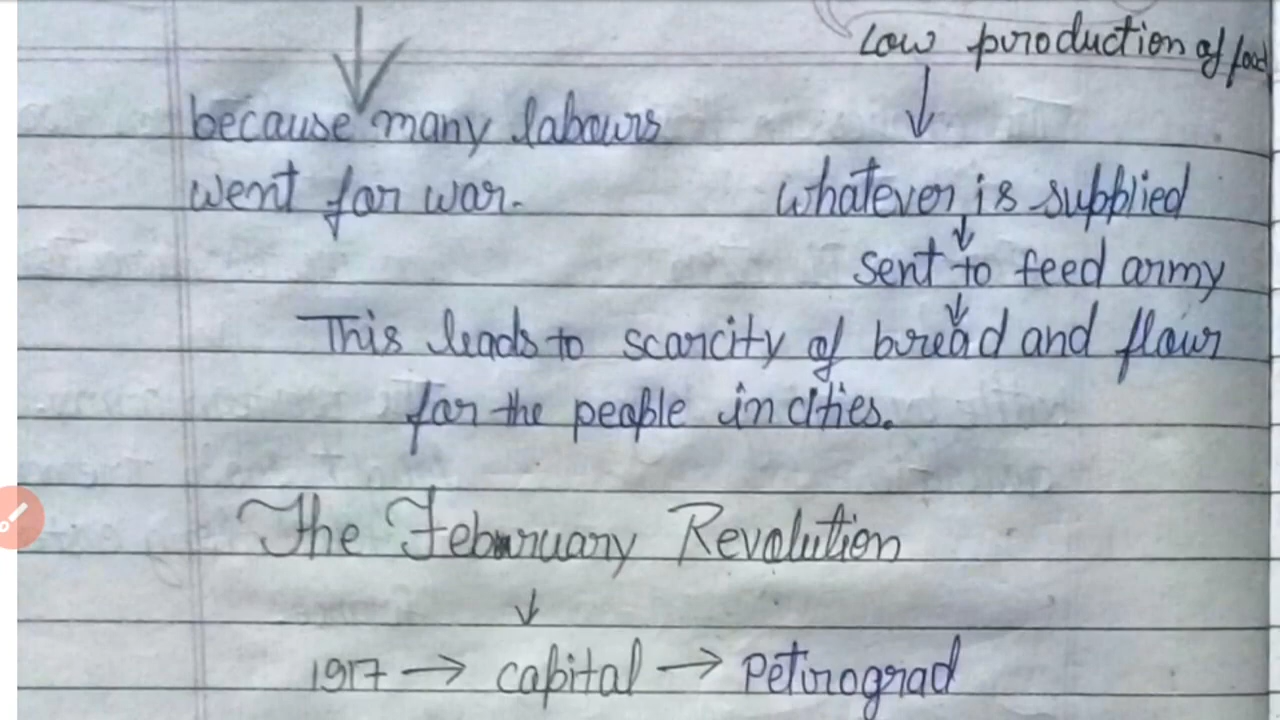 Low production of food
↓
because many labours
went for war.
whatever is supplied
↓
sent to feed army
↓
This leads to scarcity of bread and flour
for the people in cities.
The February Revolution
↓
1917 → capital → Petrograd